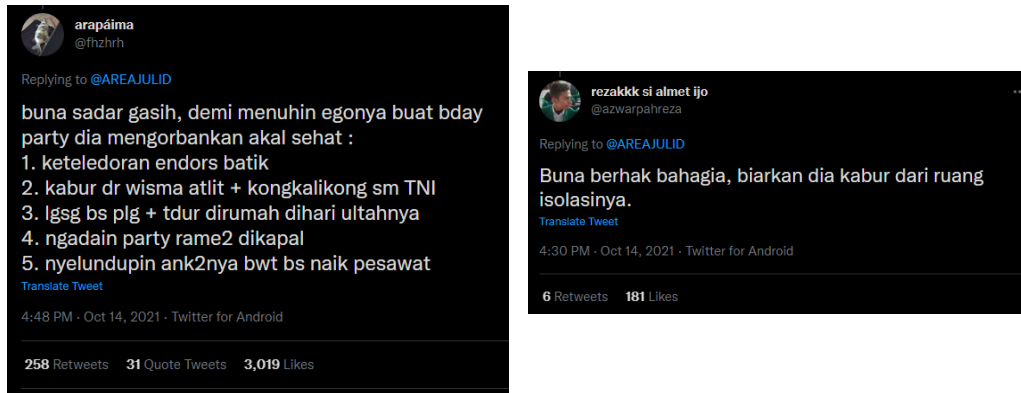 arapáima
@fhzhrh
Replying to @AREAJULID
buna sadar gasih, demi menuhin egonya buat bday
party dia mengorbankan akal sehat :
1. keteledoran endors batik
2. kabur dr wisma atlit + kongkalikong sm TNI
3. lgsg bs plg + tdur dirumah dihari ultahnya
4. ngadain party rame2 dikapal
5. nyelundupin ank2nya bwt bs naik pesawat
Translate Tweet
4:48 PM · Oct 14, 2021 · Twitter for Android
258 Retweets 31 Quote Tweets 3,019 Likes
rezakkk si almet ijo
@azwarpahreza
Replying to @AREAJULID
Buna berhak bahagia, biarkan dia kabur dari ruang
isolasinya.
Translate Tweet
4:30 PM · Oct 14, 2021 · Twitter for Android
6 Retweets 181 Likes